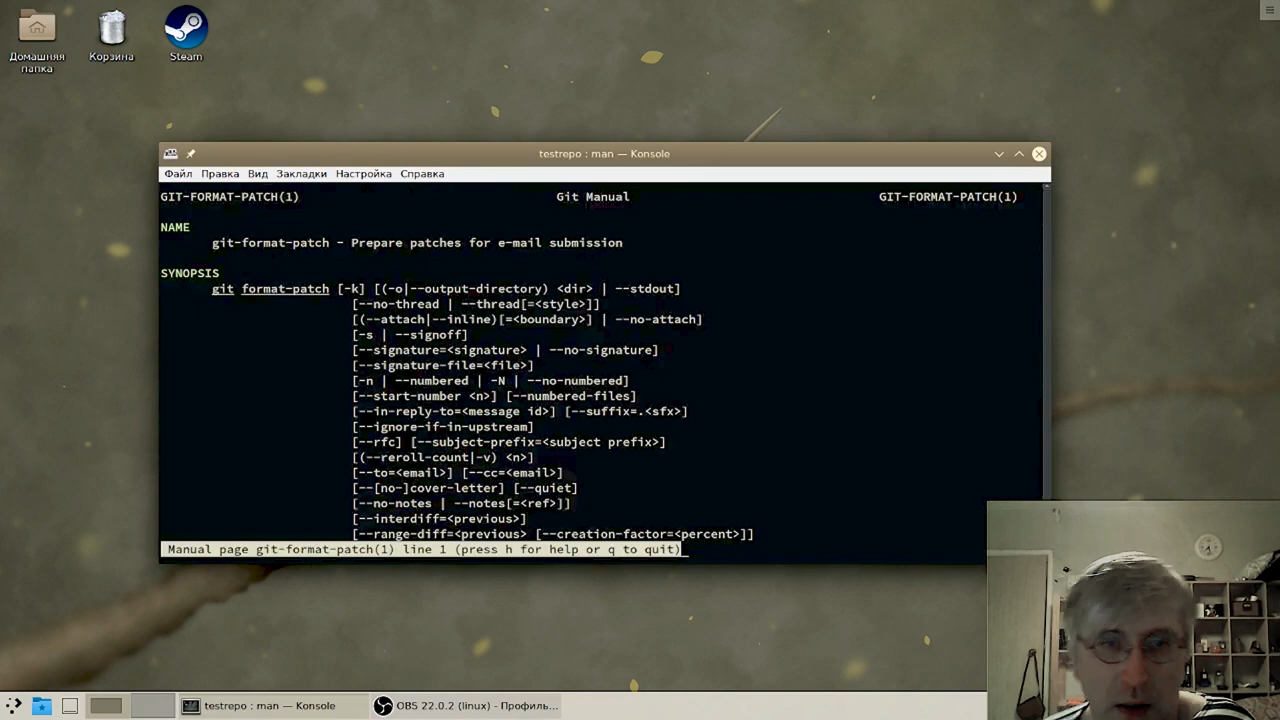 Домашняя
папка
Корзина
Steam
testrepo : man — Konsole
Файл Правка Вид Закладки Настройка Справка
GIT-FORMAT-PATCH(1) Git Manual GIT-FORMAT-PATCH(1)
NAME
git-format-patch - Prepare patches for e-mail submission
SYNOPSIS
git format-patch [-k] [(-o|--output-directory) <dir> | --stdout]
[--no-thread | --thread[=<style>]]
[(--attach|--inline)[=<boundary>] | --no-attach]
[-s | --signoff]
[--signature=<signature> | --no-signature]
[--signature-file=<file>]
[-n | --numbered | -N | --no-numbered]
[--start-number <n>] [--numbered-files]
[--in-reply-to=<message id>] [--suffix=.<sfx>]
[--ignore-if-in-upstream]
[--rfc] [--subject-prefix=<subject prefix>]
[(--reroll-count|-v) <n>]
[--to=<email>] [--cc=<email>]
[--[no-]cover-letter] [--quiet]
[--no-notes | --notes[=<ref>]]
[--interdiff=<previous>]
[--range-diff=<previous> [--creation-factor=<percent>]]
Manual page git-format-patch(1) line 1 (press h for help or q to quit)
testrepo : man — Konsole
OBS 22.0.2 (linux) - Профиль...